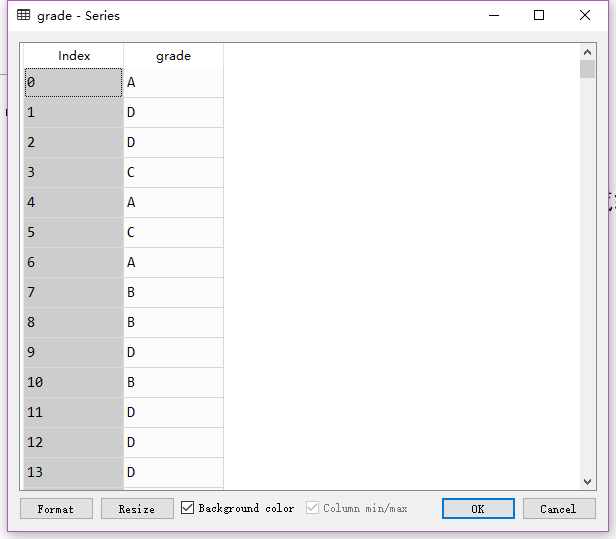 grade - Series
Index grade
0 A
1 D
2 D
3 C
4 A
5 C
6 A
7 B
8 B
9 D
10 B
11 D
12 D
13 D
Format Resize Background color Column min/max OK Cancel